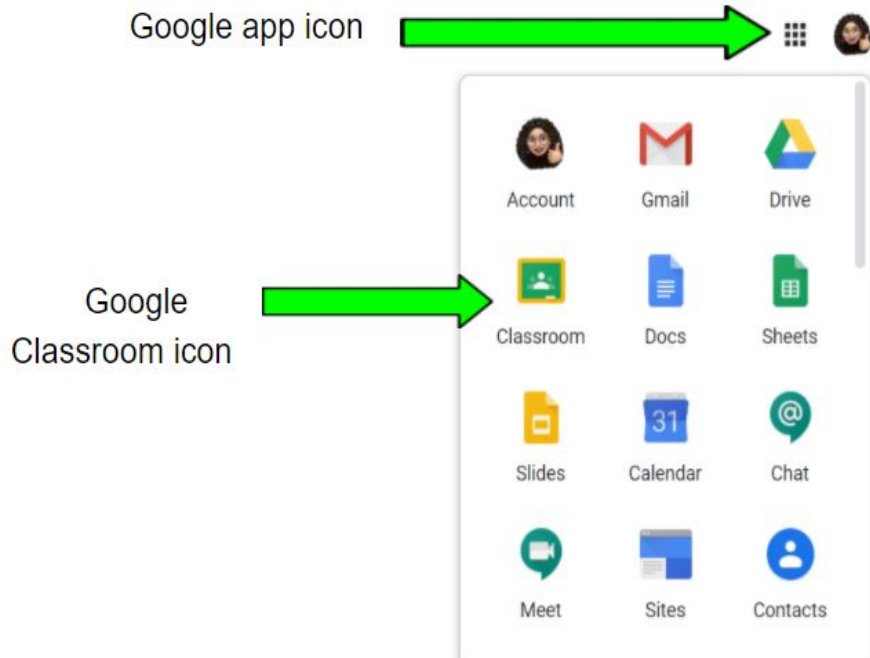 Google app icon
Account Gmail Drive
Google
Classroom icon
Classroom Docs Sheets
Slides 31 Calendar @ Chat
Meet Sites Contacts